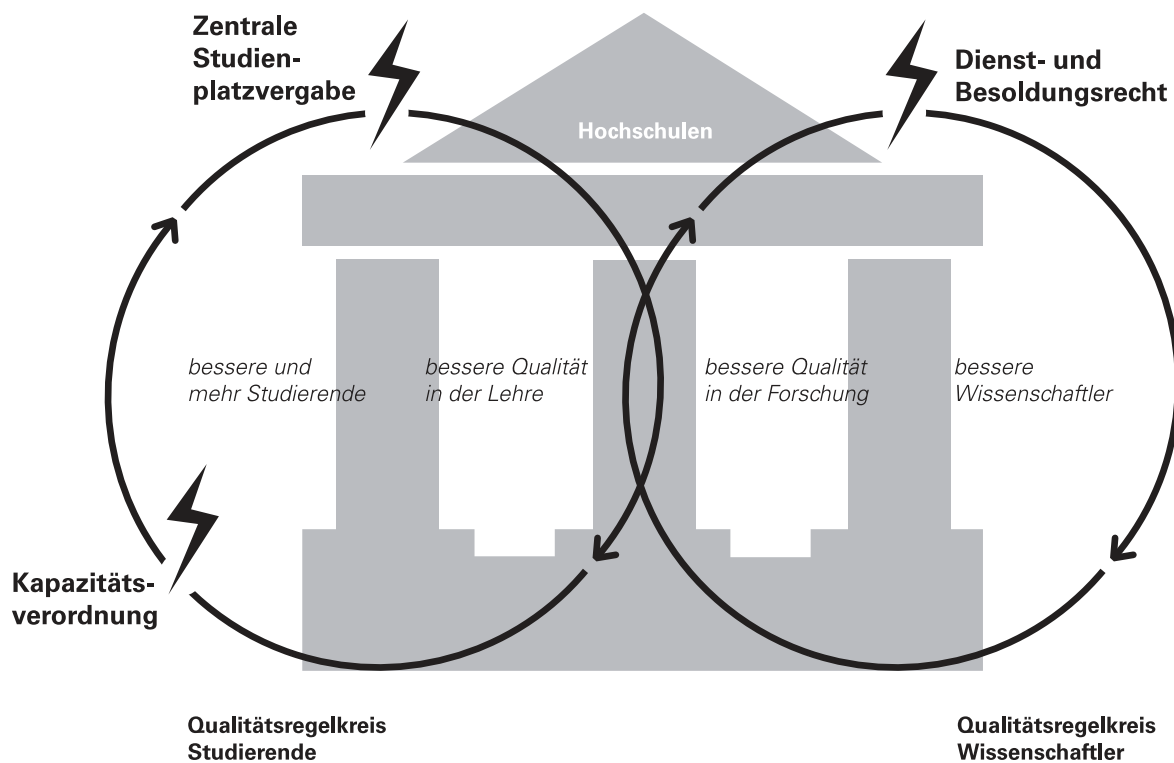 Zentrale
Studien-
platzvergabe
Dienst- und
Besoldungsrecht
Hochschulen
bessere und
mehr Studierende
bessere Qualität
in der Lehre
bessere Qualität
in der Forschung
bessere
Wissenschaftler
Kapazitäts-
verordnung
Qualitätsregelkreis
Studierende
Qualitätsregelkreis
Wissenschaftler